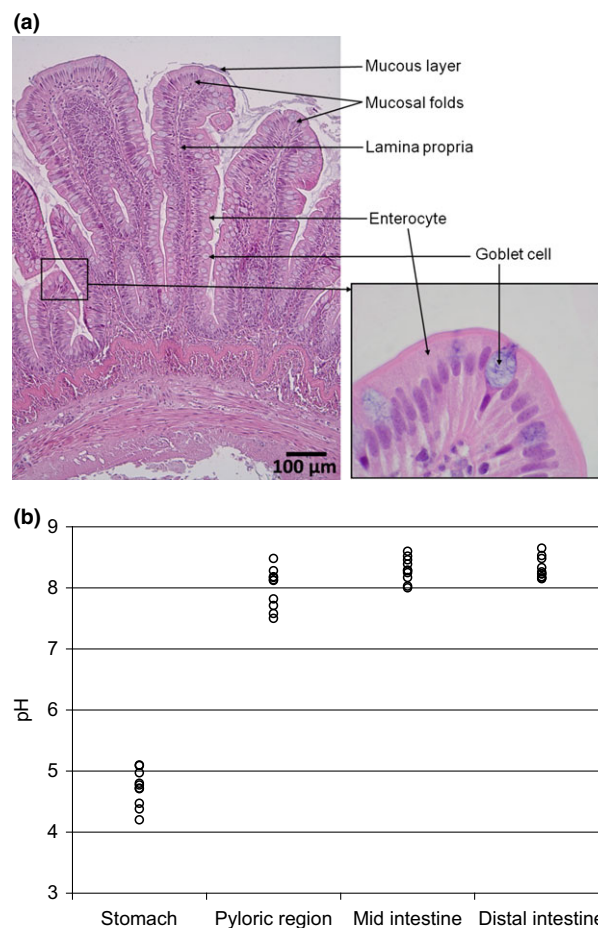 (a)
Mucous layer
Mucosal folds
Lamina propria
Enterocyte
Goblet cell
100 µm
(b)
9
8
7
6
5
4
3
pH
Stomach
Pyloric region
Mid intestine
Distal intestine